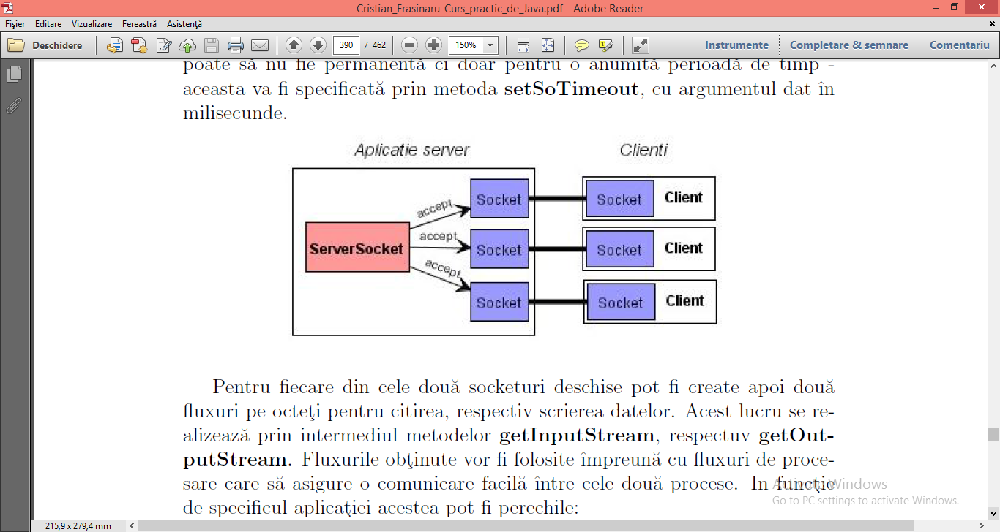 Cristian_Frasinaru-Curs_practic_de_Java.pdf - Adobe Reader
Fişier Editare Vizualizare Fereastră Asistenţă
Deschidere 390 / 462 150% Instrumente Completare & semnare Comentariu
poate să nu fie permanentă ci doar pentru o anumită perioadă de timp -
aceasta va fi specificată prin metoda setSoTimeout, cu argumentul dat în
milisecunde.
Aplicatie server Clienti
Socket Socket Client
accept
accept
ServerSocket Socket Socket Client
accept
Socket Socket Client
Pentru fiecare din cele două socketuri deschise pot fi create apoi două
fluxuri pe octeţi pentru citirea, respectiv scrierea datelor. Acest lucru se re-
alizează prin intermediul metodelor getInputStream, respectuv getOut-
putStream. Fluxurile obţinute vor fi folosite împreună cu fluxuri de proce-
sare care să asigure o comunicare facilă între cele două procese. In funcţie
de specificul aplicaţiei acestea pot fi perechile:
Activate Windows
Go to PC settings to activate Windows.
215,9 x 279,4 mm